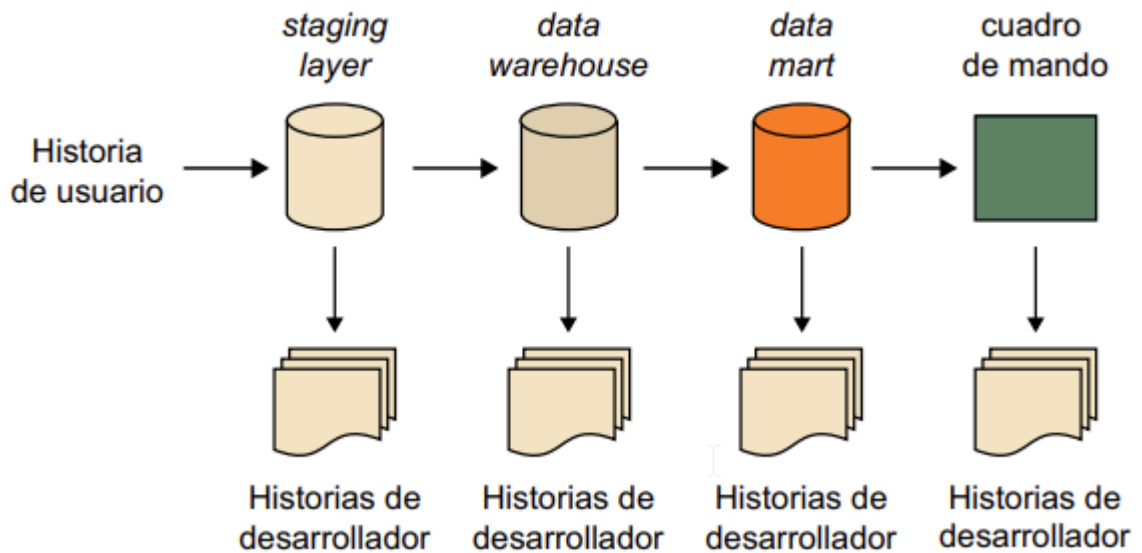 staging
layer
data
warehouse
data
mart
cuadro
de mando
Historia
de usuario
Historias de
desarrollador
Historias de
desarrollador
Historias de
desarrollador
Historias de
desarrollador